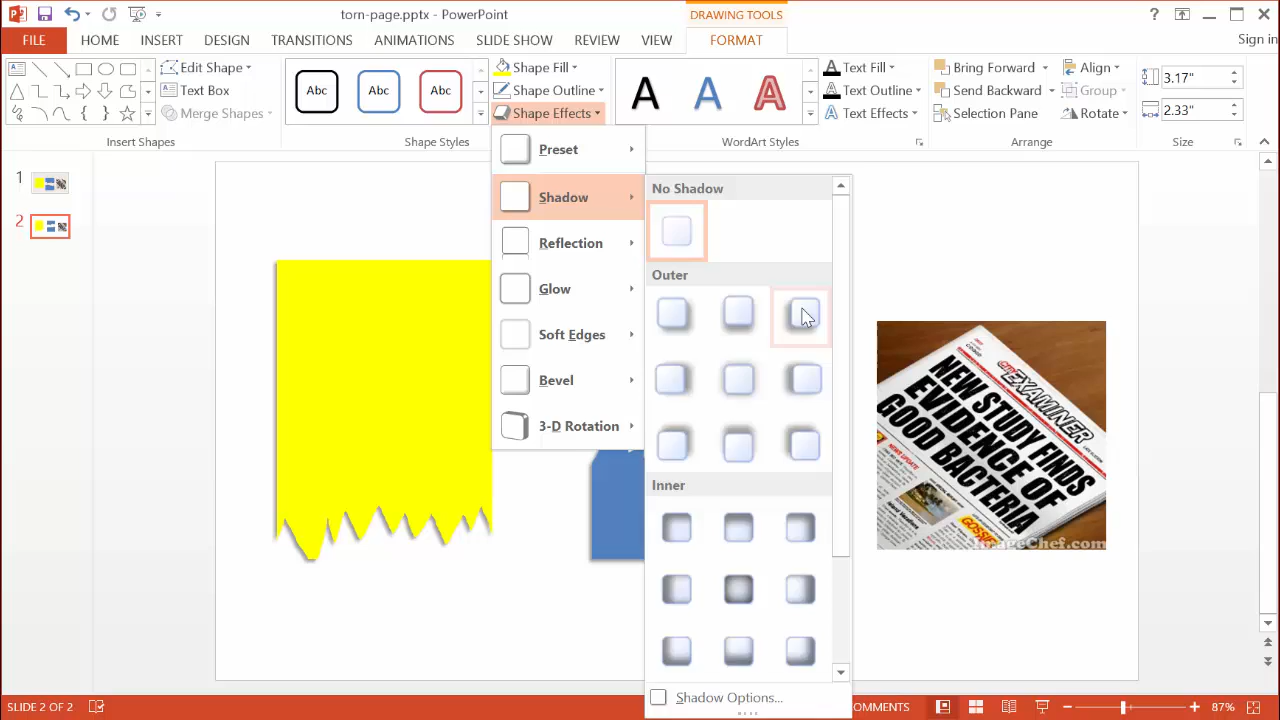 torn-page.pptx - PowerPoint
DRAWING TOOLS
?
FILE
HOME
INSERT
DESIGN
TRANSITIONS
ANIMATIONS
SLIDE SHOW
REVIEW
VIEW
FORMAT
Sign in
Edit Shape
Text Box
Merge Shapes
Insert Shapes
Abc
Abc
Abc
Shape Styles
Shape Fill
Shape Outline
Shape Effects
A
A
A
Text Fill
Text Outline
Text Effects
WordArt Styles
Bring Forward
Send Backward
Selection Pane
Align
Group
Rotate
Arrange
3.17"
2.33"
Size
1
2
Preset
Shadow
Reflection
Glow
Soft Edges
Bevel
3-D Rotation
No Shadow
Outer
Inner
Shadow Options...
EXAMINER
NEW STUDY FINDS
EVIDENCE OF
GOOD BACTERIA
NEWS UPDATE
GOSSIP
ImageChef.com
SLIDE 2 OF 2
COMMENTS
87%